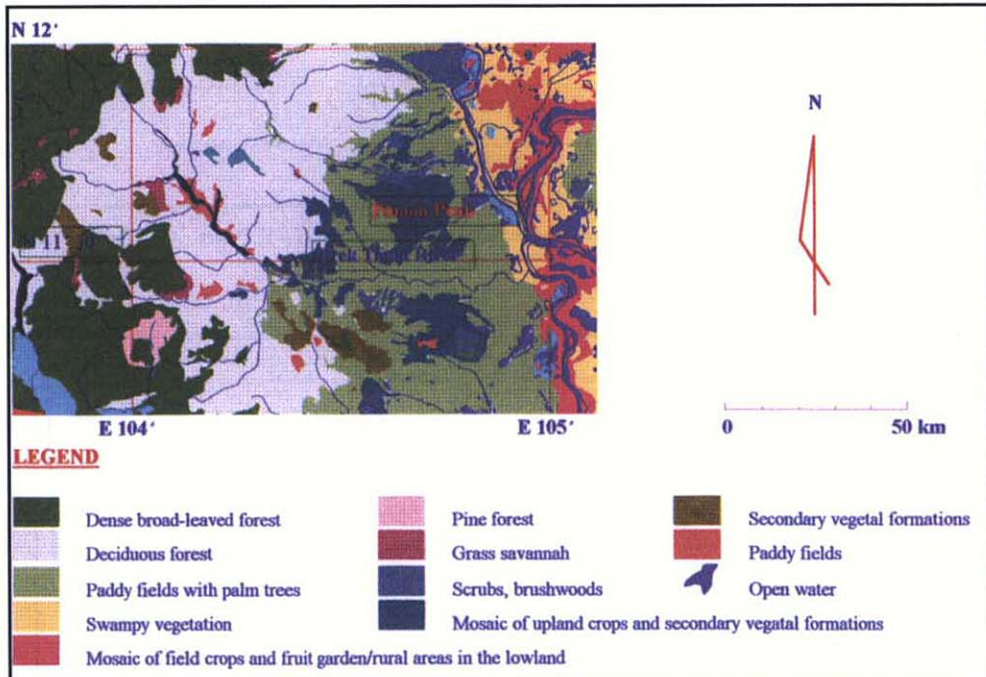 N 12'
N
Phnom Penh
E 104'
E 105'
0
50 km
LEGEND
Dense broad-leaved forest
Pine forest
Secondary vegetal formations
Deciduous forest
Grass savannah
Paddy fields
Paddy fields with palm trees
Scrubs, brushwoods
Open water
Swampy vegetation
Mosaic of upland crops and secondary vegatal formations
Mosaic of field crops and fruit garden/rural areas in the lowland